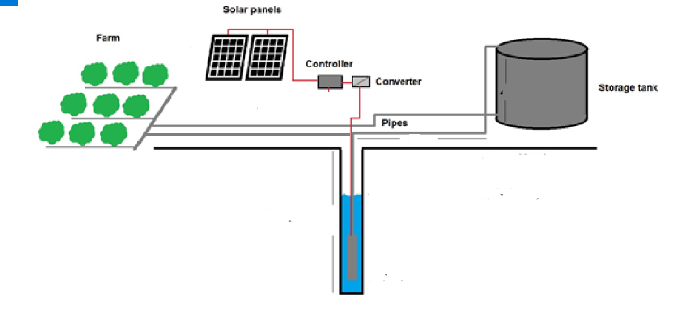 Solar panels
Farm
Controller
Converter
Storage tank
Pipes